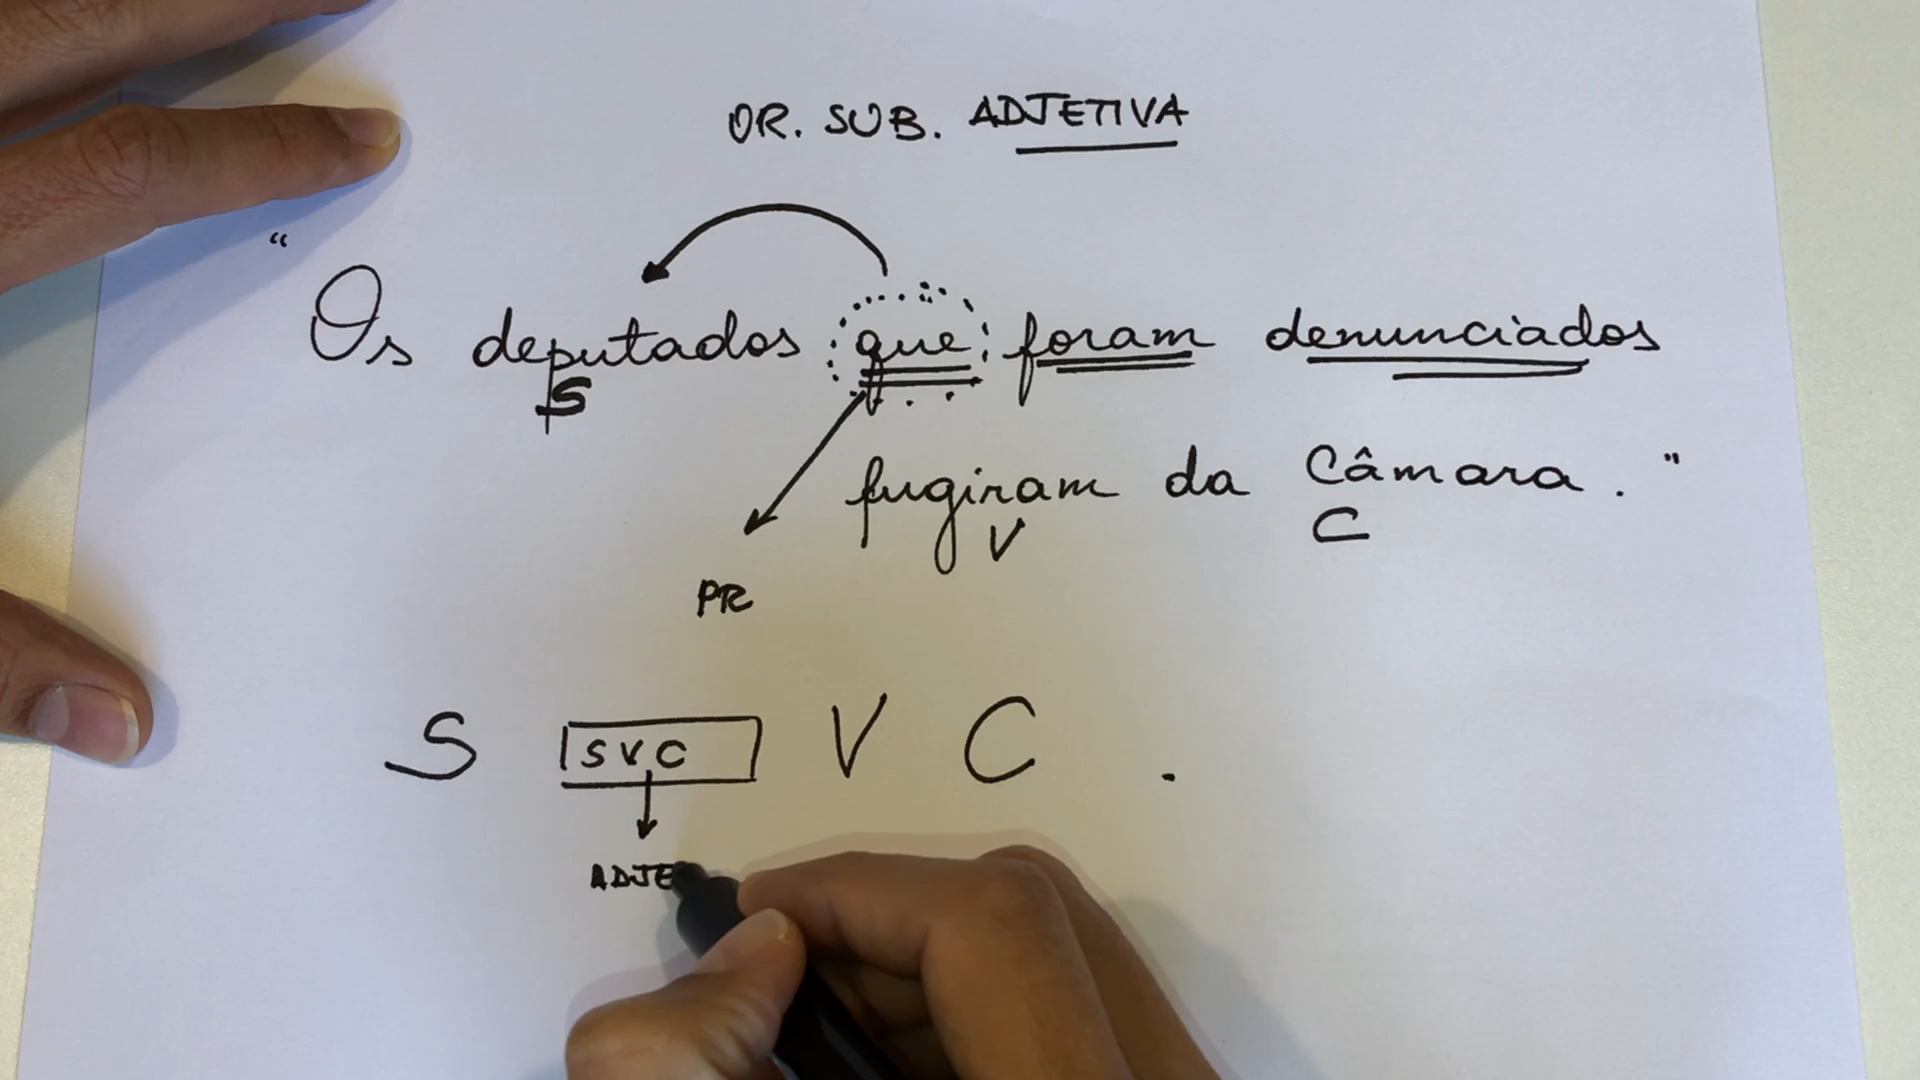 OR. SUB. ADJETIVA
“Os deputados que foram denunciados
S
fugiram da Câmara.”
V C
PR
S SVC V C .
ADJE